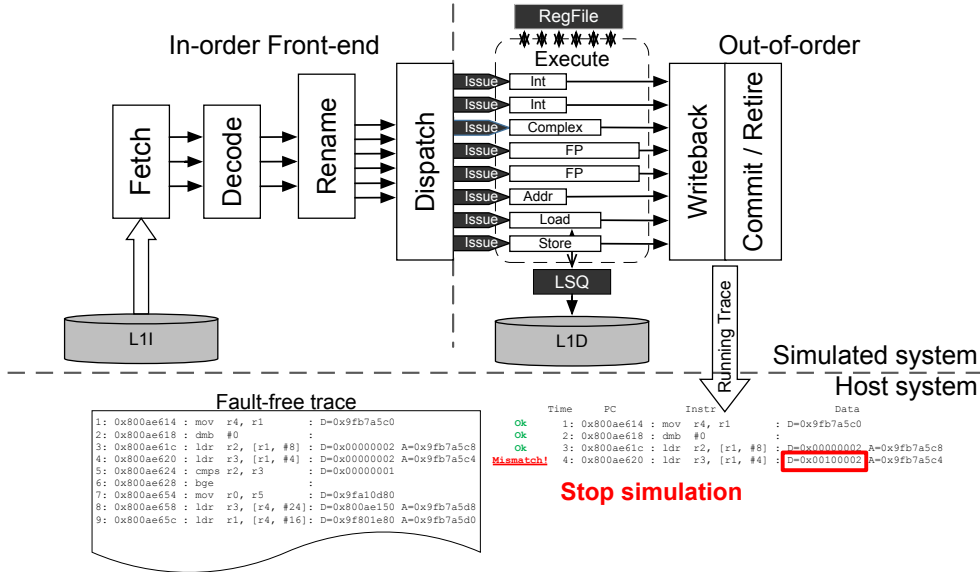 RegFile
In-order Front-end
Out-of-order
Execute
Fetch
Decode
Rename
Dispatch
Issue
Int
Issue
Int
Issue
Complex
Issue
FP
Issue
FP
Issue
Addr
Issue
Load
Issue
Store
Writeback
Commit / Retire
LSQ
L1I
L1D
Running Trace
Simulated system
Host system
Fault-free trace
1: 0x800ae614 : mov r4, r1 : D=0x9fb7a5c0
2: 0x800ae618 : dmb #0 :
3: 0x800ae61c : ldr r2, [r1, #8] : D=0x00000002 A=0x9fb7a5c8
4: 0x800ae620 : ldr r3, [r1, #4] : D=0x00000002 A=0x9fb7a5c4
5: 0x800ae624 : cmps r2, r3 : D=0x00000001
6: 0x800ae628 : bge :
7: 0x800ae654 : mov r0, r5 : D=0x9fa10d80
8: 0x800ae658 : ldr r3, [r4, #24] : D=0x800ae150 A=0x9fb7a5d8
9: 0x800ae65c : ldr r1, [r4, #16] : D=0x9f801e80 A=0x9fb7a5d0
Time PC Instr Data
Ok 1: 0x800ae614 : mov r4, r1 : D=0x9fb7a5c0
Ok 2: 0x800ae618 : dmb #0 :
Ok 3: 0x800ae61c : ldr r2, [r1, #8] : D=0x00000002 A=0x9fb7a5c8
Mismatch! 4: 0x800ae620 : ldr r3, [r1, #4] : D=0x00100002 A=0x9fb7a5c4
Stop simulation